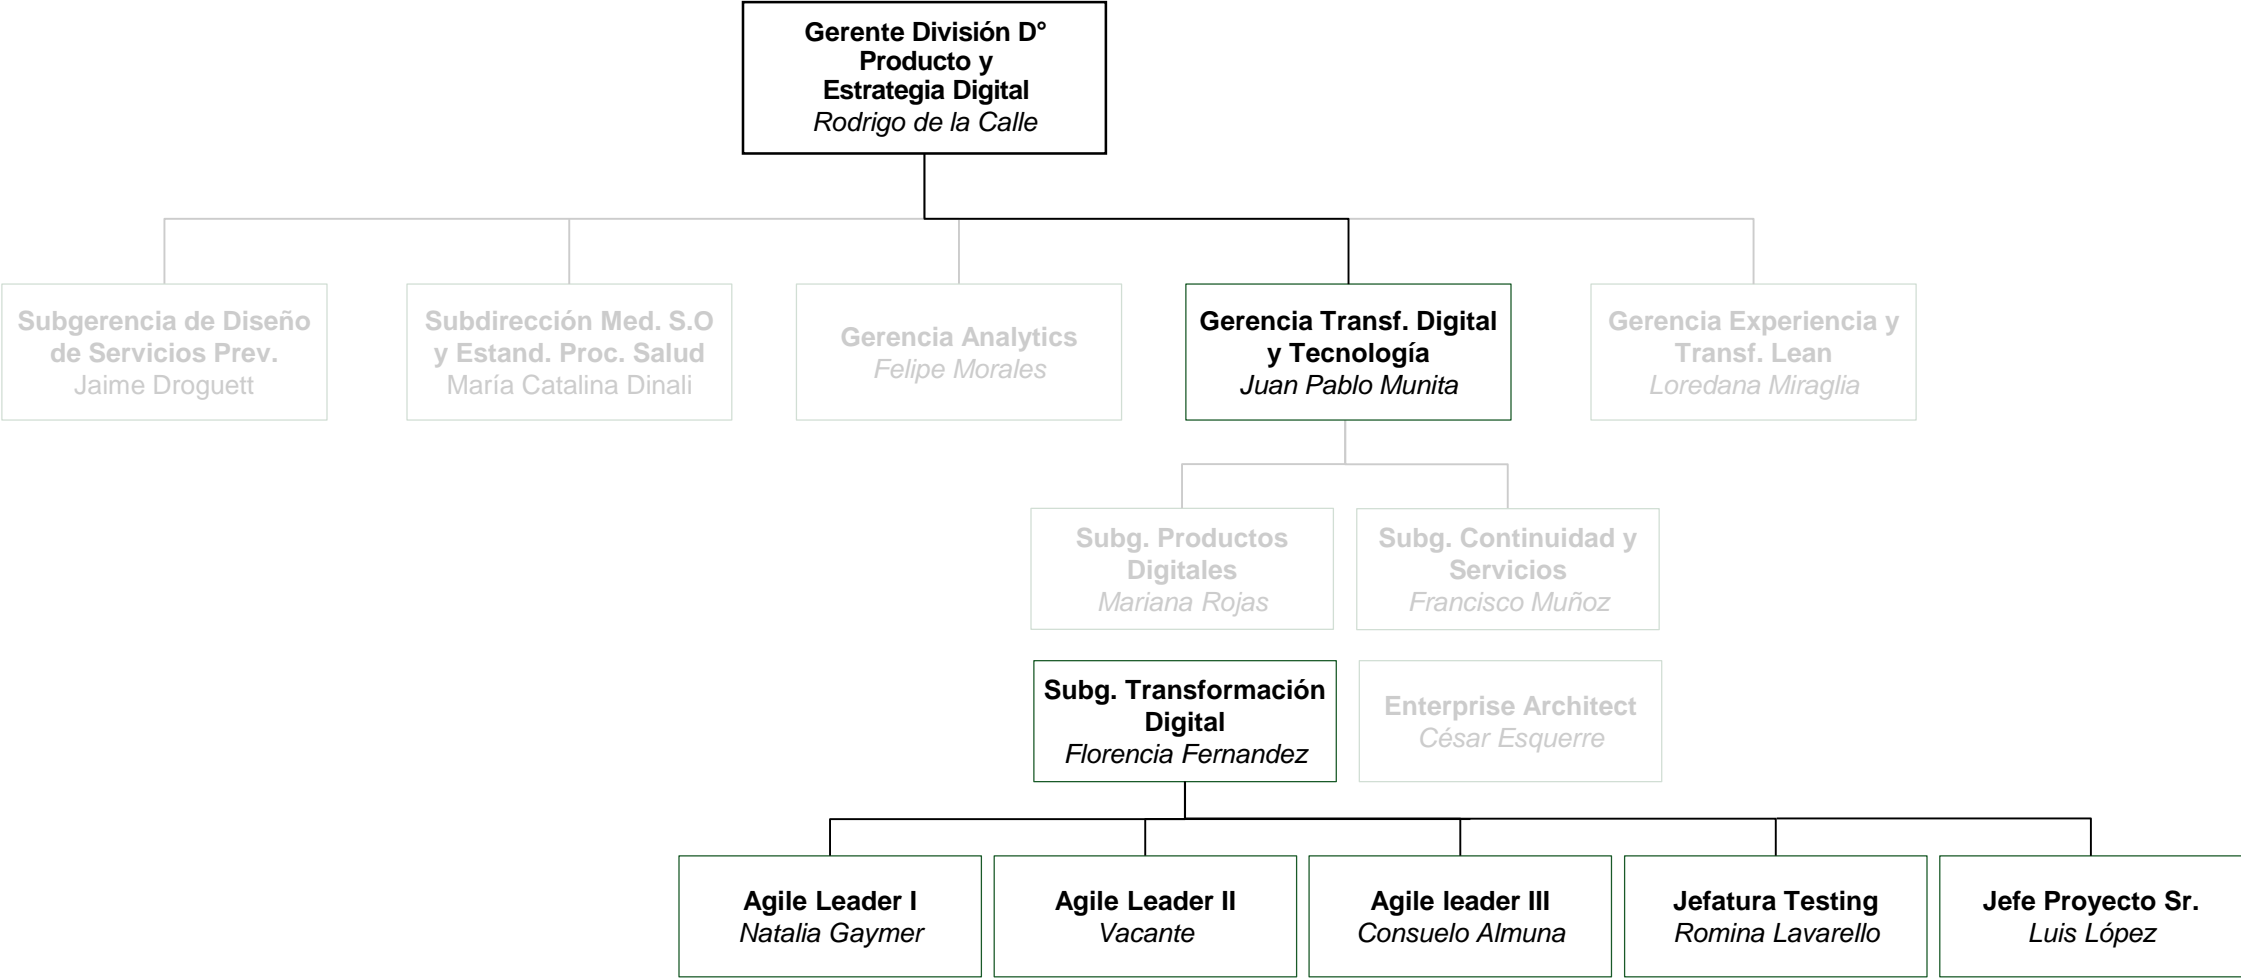 Gerente División D°
Producto y
Estrategia Digital
Rodrigo de la Calle
Subgerencia de Diseño
de Servicios Prev.
Jaime Droguett
Subdirección Med. S.O
y Estand. Proc. Salud
María Catalina Dinali
Gerencia Analytics
Felipe Morales
Gerencia Transf. Digital
y Tecnología
Juan Pablo Munita
Gerencia Experiencia y
Transf. Lean
Loredana Miraglia
Subg. Productos
Digitales
Mariana Rojas
Subg. Continuidad y
Servicios
Francisco Muñoz
Subg. Transformación
Digital
Florencia Fernandez
Enterprise Architect
César Esquerre
Agile Leader I
Natalia Gaymer
Agile Leader II
Vacante
Agile leader III
Consuelo Almuna
Jefatura Testing
Romina Lavarello
Jefe Proyecto Sr.
Luis López